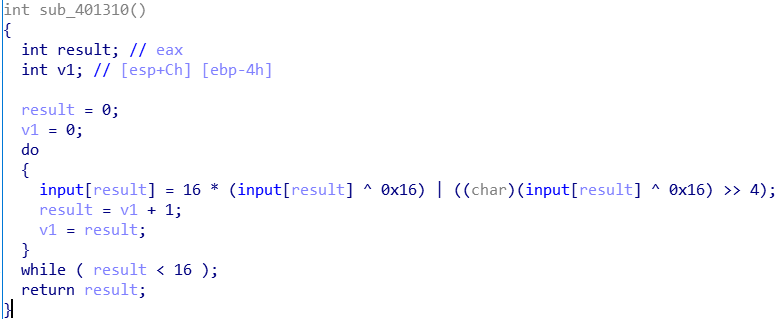 int sub_401310()
{
  int result; // eax
  int v1; // [esp+Ch] [ebp-4h]

  result = 0;
  v1 = 0;
  do
  {
    input[result] = 16 * (input[result] ^ 0x16) | ((char)(input[result] ^ 0x16) >> 4);
    result = v1 + 1;
    v1 = result;
  }
  while ( result < 16 );
  return result;
}